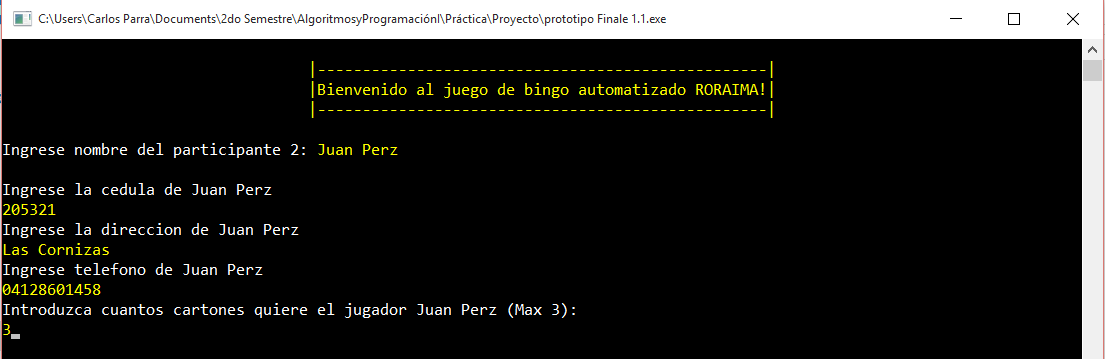 C:\Users\Carlos Parra\Documents\2do Semestre\AlgoritmosyProgramaciónI\Práctica\Proyecto\prototipo Finale 1.1.exe
|--------------------------------------------------|
|Bienvenido al juego de bingo automatizado RORAIMA!|
|--------------------------------------------------|
Ingrese nombre del participante 2: Juan Perz
Ingrese la cedula de Juan Perz
205321
Ingrese la direccion de Juan Perz
Las Cornizas
Ingrese telefono de Juan Perz
04128601458
Introduzca cuantos cartones quiere el jugador Juan Perz (Max 3):
3